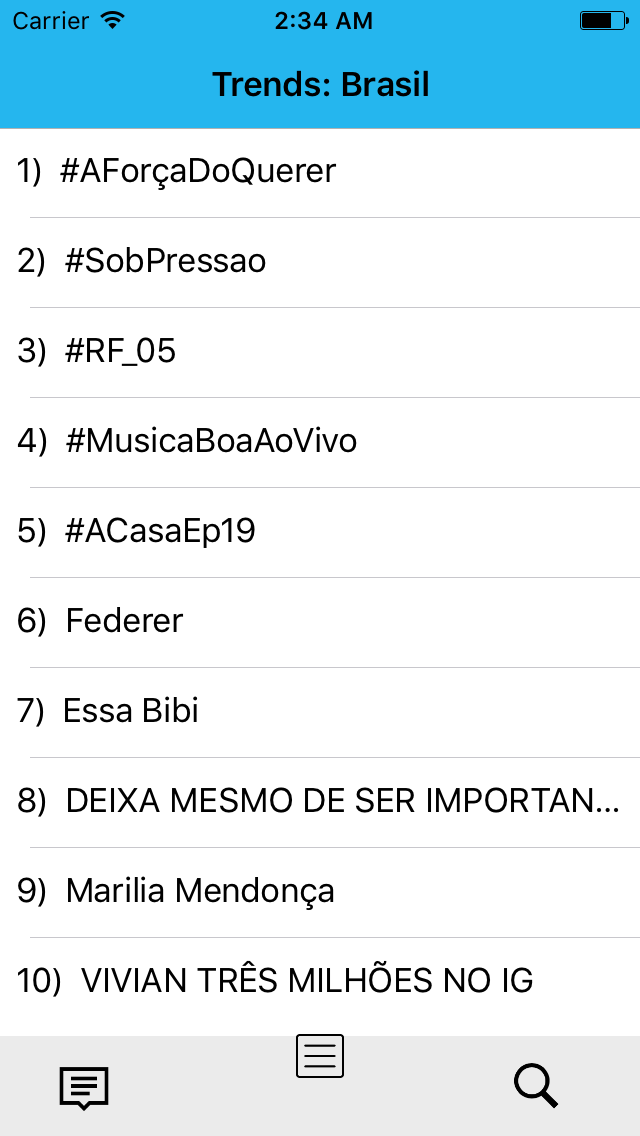 Carrier 2:34 AM
Trends: Brasil
1) #AForçaDoQuerer
2) #SobPressao
3) #RF_05
4) #MusicaBoaAoVivo
5) #ACasaEp19
6) Federer
7) Essa Bibi
8) DEIXA MESMO DE SER IMPORTAN...
9) Marilia Mendonça
10) VIVIAN TRÊS MILHÕES NO IG